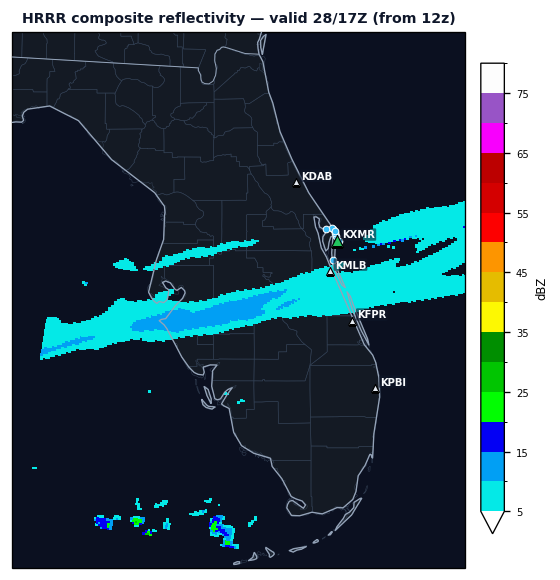 HRRR composite reflectivity — valid 28/17Z (from 12z)
KDAB
KXMR
KMLB
KFPR
KPBI
75
65
55
45
35
25
15
5
dBZ